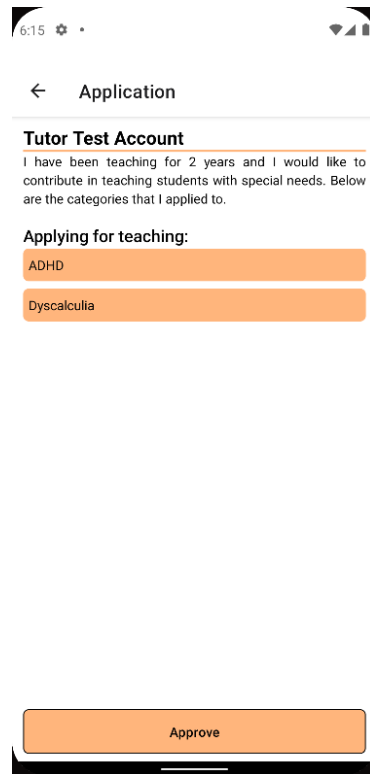 6:15
Application
Tutor Test Account
I have been teaching for 2 years and I would like to
contribute in teaching students with special needs. Below
are the categories that I applied to.
Applying for teaching:
ADHD
Dyscalculia
Approve